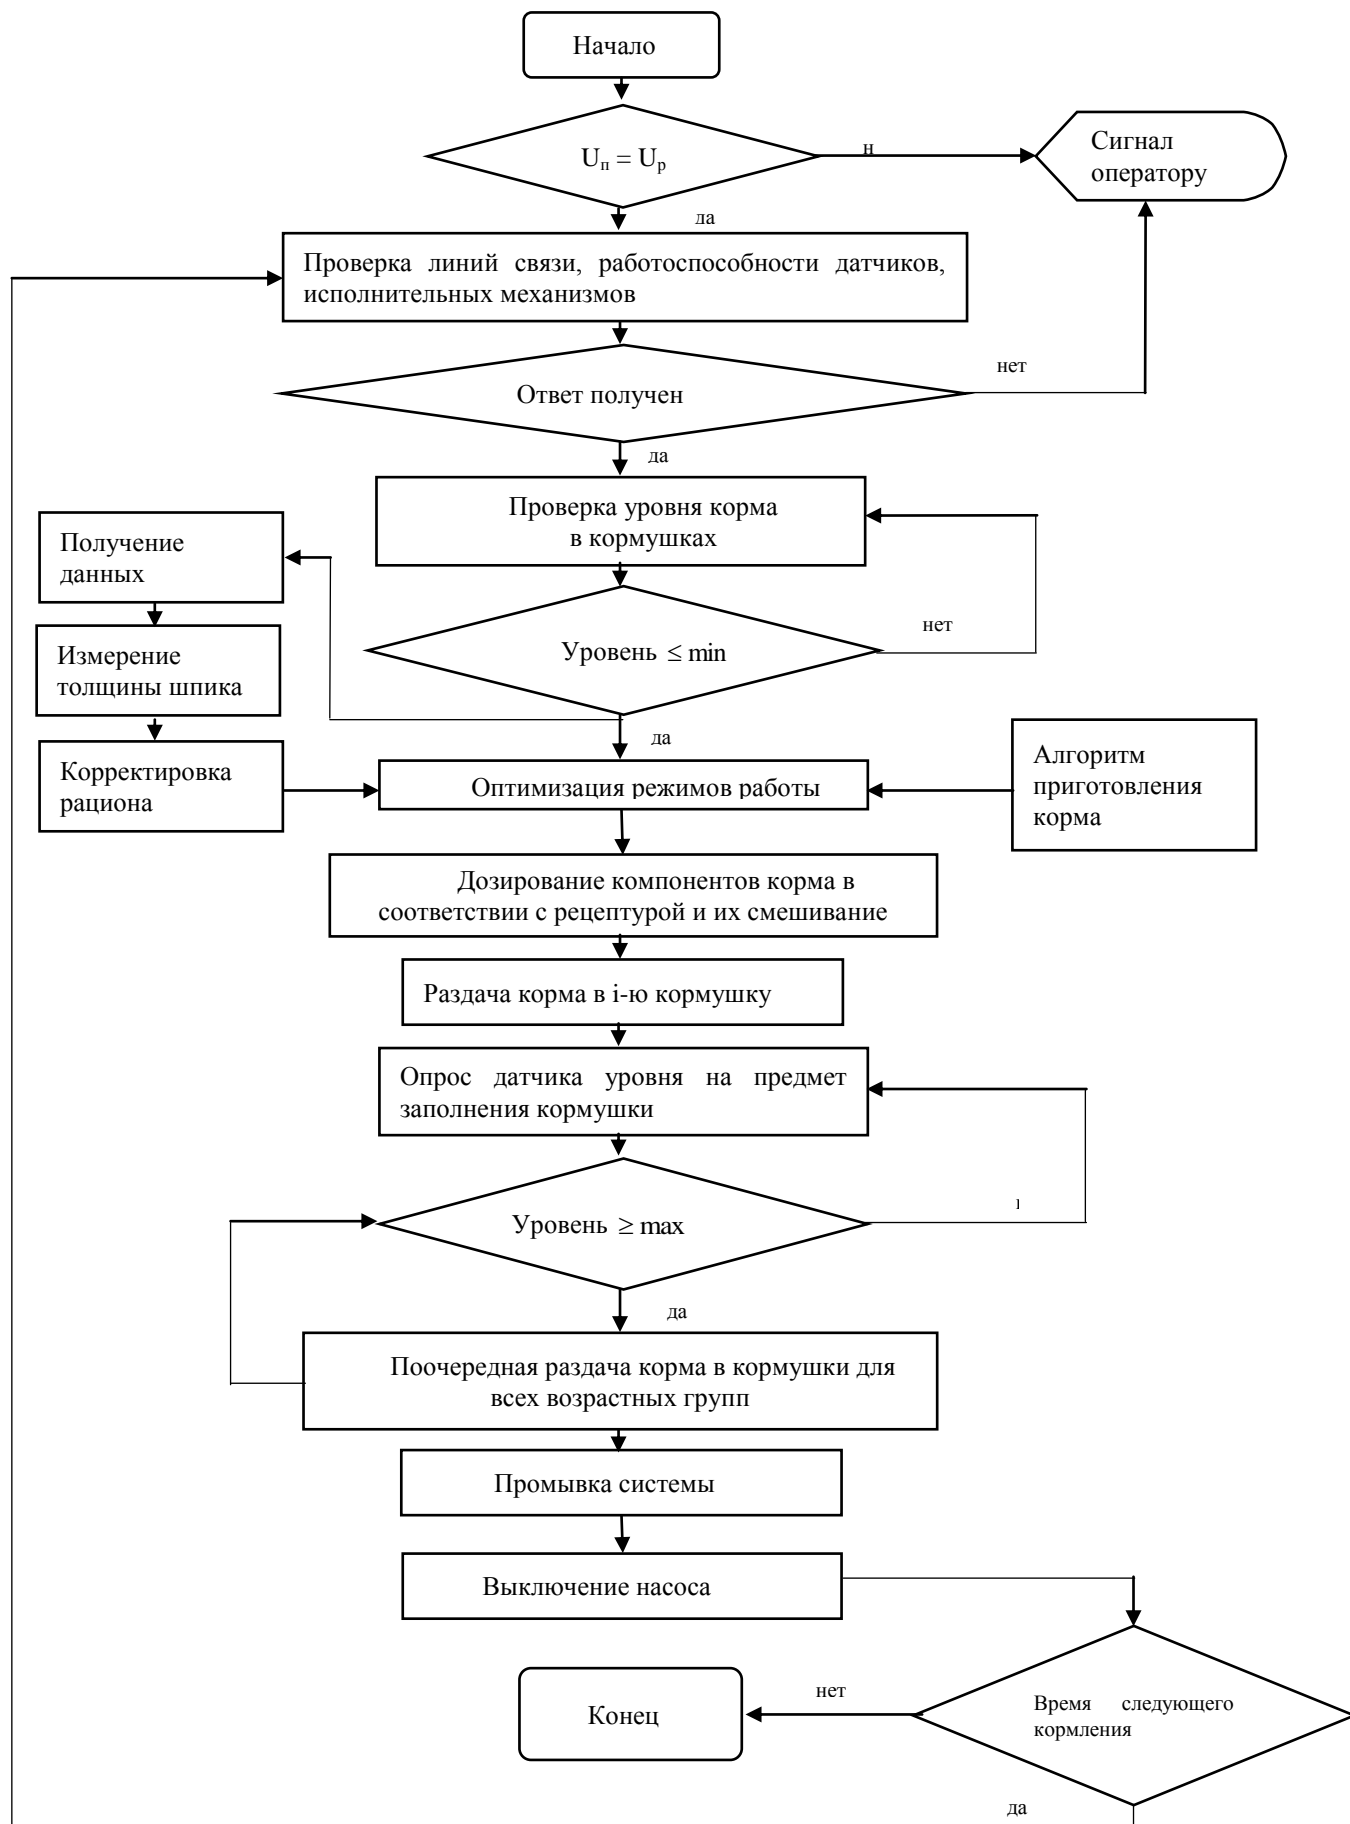 Начало
Uп = Uр
н
Сигнал
оператору
да
Проверка линий связи, работоспособности датчиков,
исполнительных механизмов
Ответ получен
нет
да
Проверка уровня корма
в кормушках
Получение
данных
Измерение
толщины шпика
Уровень ≤ min
нет
да
Корректировка
рациона
Оптимизация режимов работы
Алгоритм
приготовления
корма
Дозирование компонентов корма в
соответствии с рецептурой и их смешивание
Раздача корма в i-ю кормушку
Опрос датчика уровня на предмет
заполнения кормушки
Уровень ≥ max
да
Поочередная раздача корма в кормушки для
всех возрастных групп
Промывка системы
Выключение насоса
Время следующего
кормления
нет
Конец
да